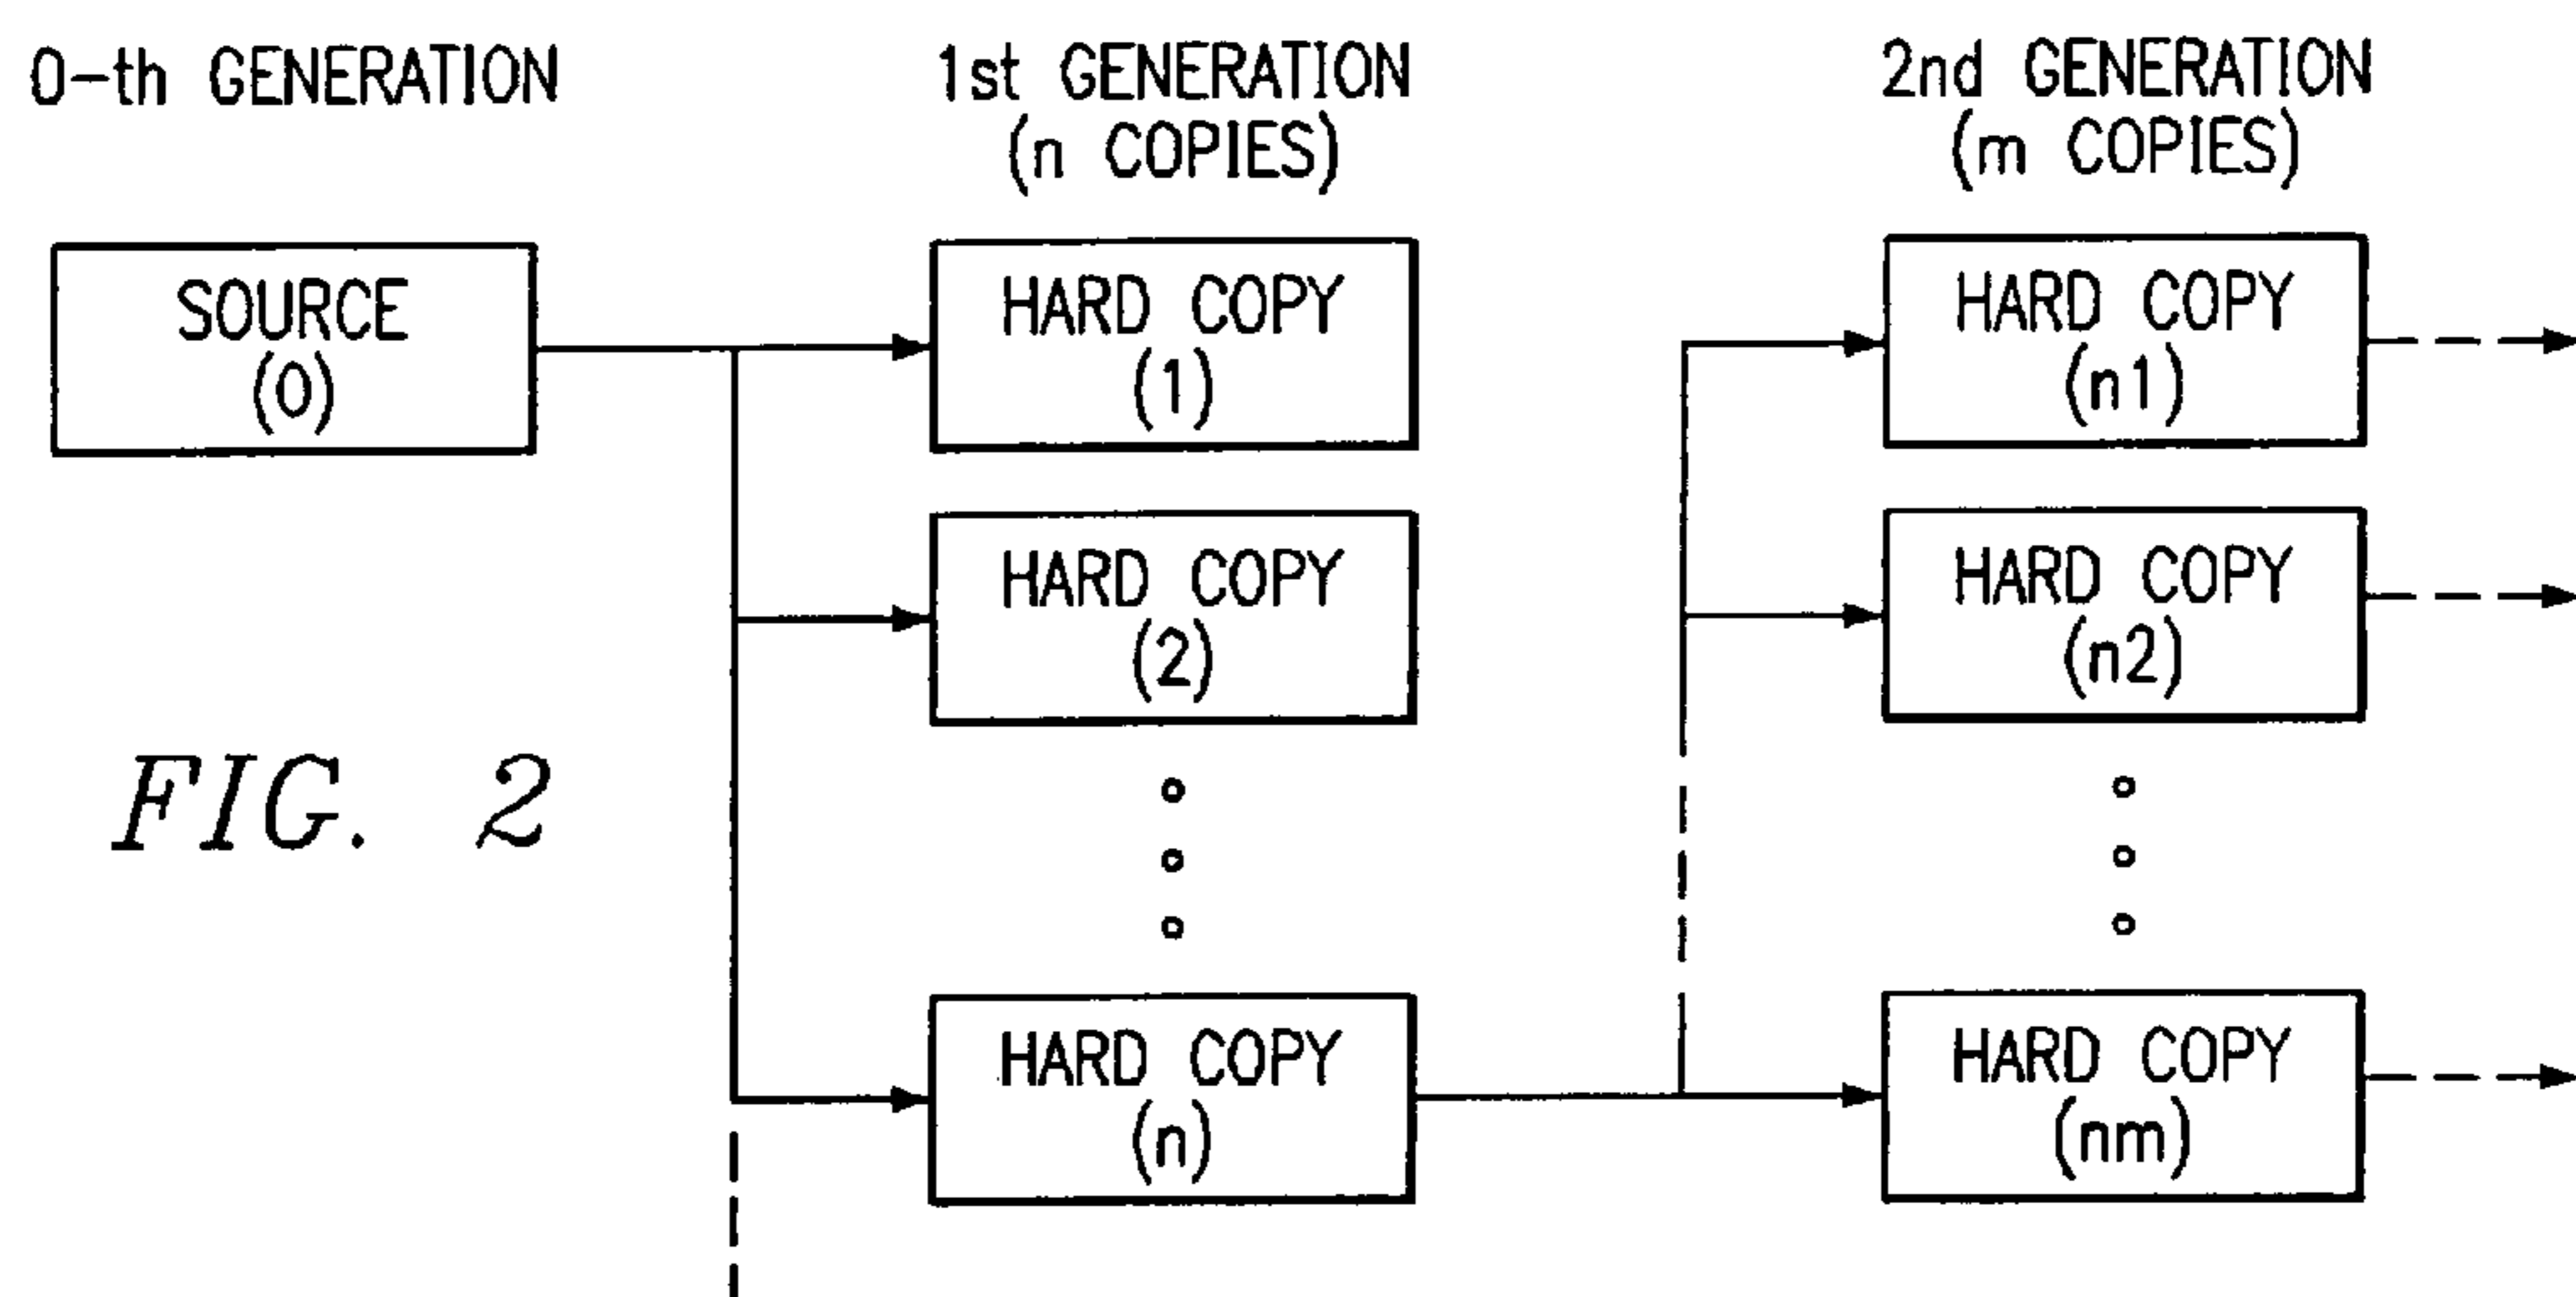 0-th GENERATION
1st GENERATION
(n COPIES)
2nd GENERATION
(m COPIES)
SOURCE
(0)
HARD COPY
(1)
HARD COPY
(n1)
HARD COPY
(2)
HARD COPY
(n2)
FIG. 2
HARD COPY
(n)
HARD COPY
(nm)